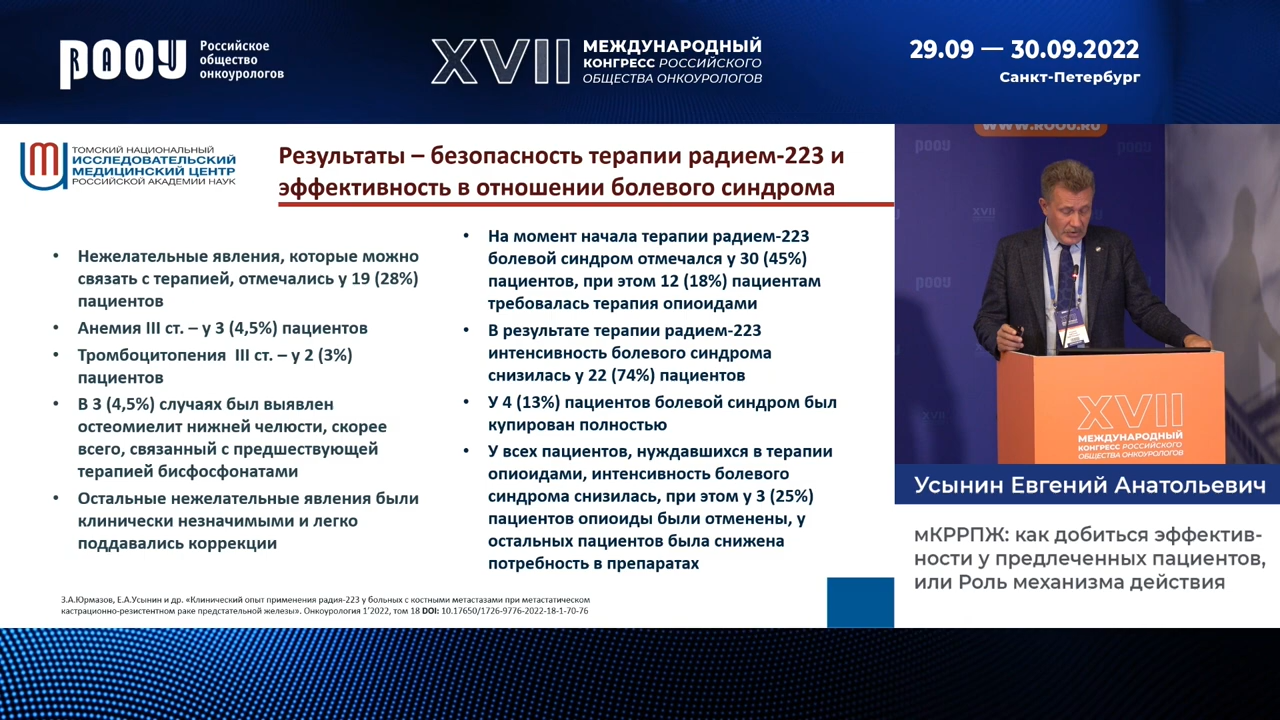 РООУ
RAOU
Российское
общество
онкоурологов
XVII
МЕЖДУНАРОДНЫЙ
КОНГРЕСС РОССИЙСКОГО
ОБЩЕСТВА ОНКОУРОЛОГОВ
29.09 — 30.09.2022
Санкт-Петербург
ТОМСКИЙ НАЦИОНАЛЬНЫЙ
ИССЛЕДОВАТЕЛЬСКИЙ
МЕДИЦИНСКИЙ ЦЕНТР
РОССИЙСКОЙ АКАДЕМИИ НАУК
Результаты – безопасность терапии радием-223 и
эффективность в отношении болевого синдрома
• Нежелательные явления, которые можно
связать с терапией, отмечались у 19 (28%)
пациентов
• Анемия III ст. – у 3 (4,5%) пациентов
• Тромбоцитопения III ст. – у 2 (3%)
пациентов
• В 3 (4,5%) случаях был выявлен
остеомиелит нижней челюсти, скорее
всего, связанный с предшествующей
терапией бисфосфонатами
• Остальные нежелательные явления были
клинически незначимыми и легко
поддавались коррекции
• На момент начала терапии радием-223
болевой синдром отмечался у 30 (45%)
пациентов, при этом 12 (18%) пациентам
требовалась терапия опиоидами
• В результате терапии радием-223
интенсивность болевого синдрома
снизилась у 22 (74%) пациентов
• У 4 (13%) пациентов болевой синдром был
купирован полностью
• У всех пациентов, нуждавшихся в терапии
опиоидами, интенсивность болевого
синдрома снизилась, при этом у 3 (25%)
пациентов опиоиды были отменены, у
остальных пациентов была снижена
потребность в препаратах
З.А.Юрмазов, Е.А.Усынин и др. «Клинический опыт применения радия-223 у больных с костными метастазами при метастатическом
кастрационно-резистентном раке предстательной железы». Онкоурология 1'2022, том 18 DOI: 10.17650/1726-9776-2022-18-1-70-76
www.roou.ru
РООУ
РООУ
XVII
РООУ
XVII
МЕЖДУНАРОДНЫЙ
КОНГРЕСС РОССИЙСКОГО
ОБЩЕСТВА ОНКОУРОЛОГОВ
Усынин Евгений Анатольевич
мКРРПЖ: как добиться эффектив-
ности у предлеченных пациентов,
или Роль механизма действия